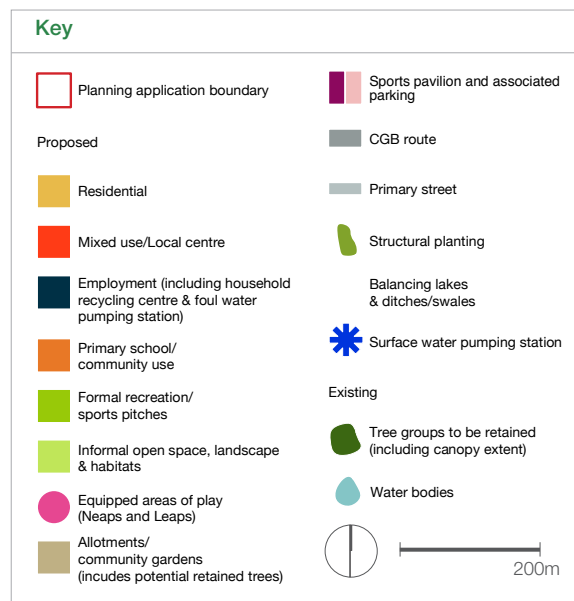 Key
Planning application boundary
Proposed
Residential
Mixed use/Local centre
Employment (including household
recycling centre & foul water
pumping station)
Primary school/
community use
Formal recreation/
sports pitches
Informal open space, landscape
& habitats
Equipped areas of play
(Neaps and Leaps)
Allotments/
community gardens
(incudes potential retained trees)
Sports pavilion and associated
parking
CGB route
Primary street
Structural planting
Balancing lakes
& ditches/swales
Surface water pumping station
Existing
Tree groups to be retained
(including canopy extent)
Water bodies
200m